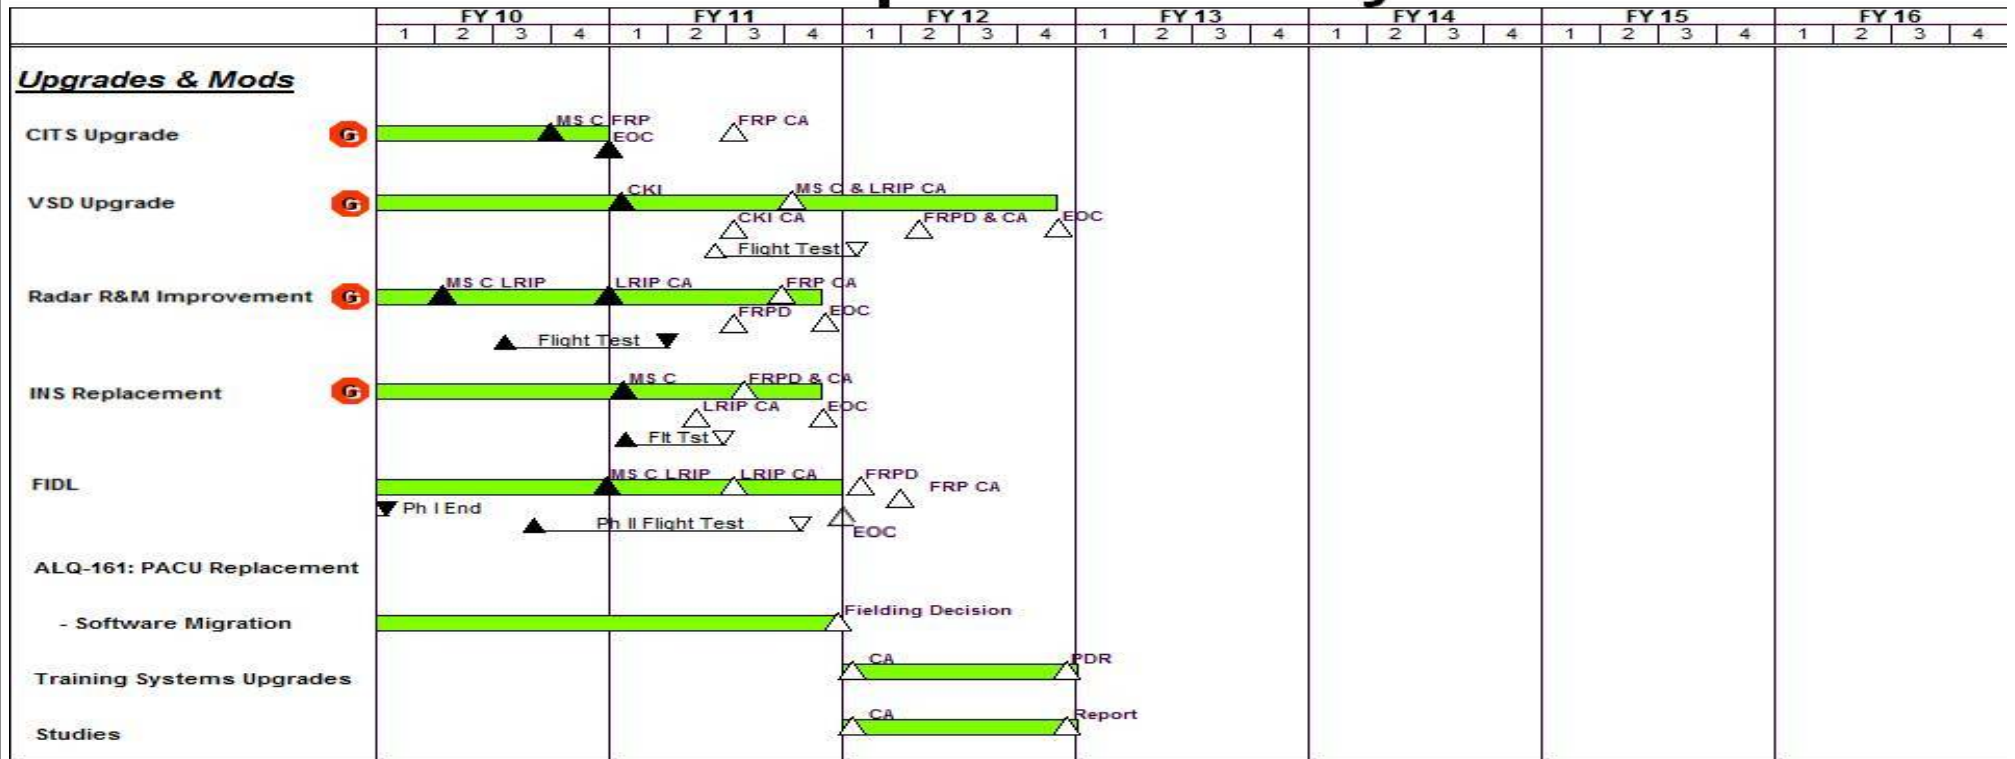 FY 10 FY 11 FY 12 FY 13 FY 14 FY 15 FY 16
1 2 3 4 1 2 3 4 1 2 3 4 1 2 3 4 1 2 3 4 1 2 3 4 1 2 3 4
Upgrades & Mods
CITS Upgrade G MS C FRP FRP CA
EOC
VSD Upgrade G CKI MS C & LRIP CA
CKI CA FRPD & CA EOC
Flight Test
Radar R&M Improvement G MS C LRIP LRIP CA FRP CA
FRPD EOC
Flight Test
INS Replacement G MS C FRPD & CA
LRIP CA EOC
Flt Tst
FIDL MS C LRIP LRIP CA FRPD
FRP CA
Ph I End
Ph II Flight Test
EOC
ALQ-161: PACU Replacement
- Software Migration Fielding Decision
Training Systems Upgrades CA PDR
Studies CA Report